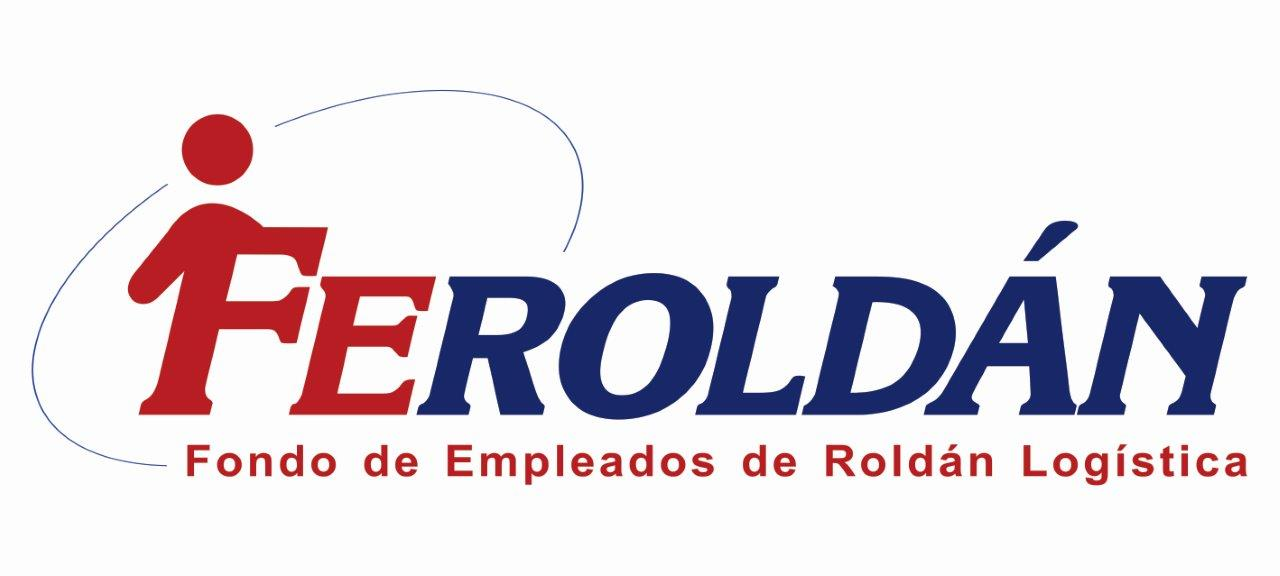 FEROLDÁN
Fondo de Empleados de Roldán Logística